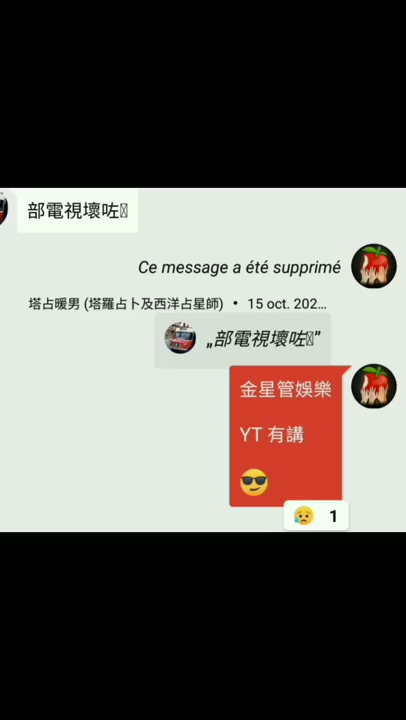 部電視壞咗
Ce message a été supprimé
塔占暖男 (塔羅占卜及西洋占星師) • 15 oct. 202…
„部電視壞咗”
金星管娛樂
YT 有講
😎
😥 1